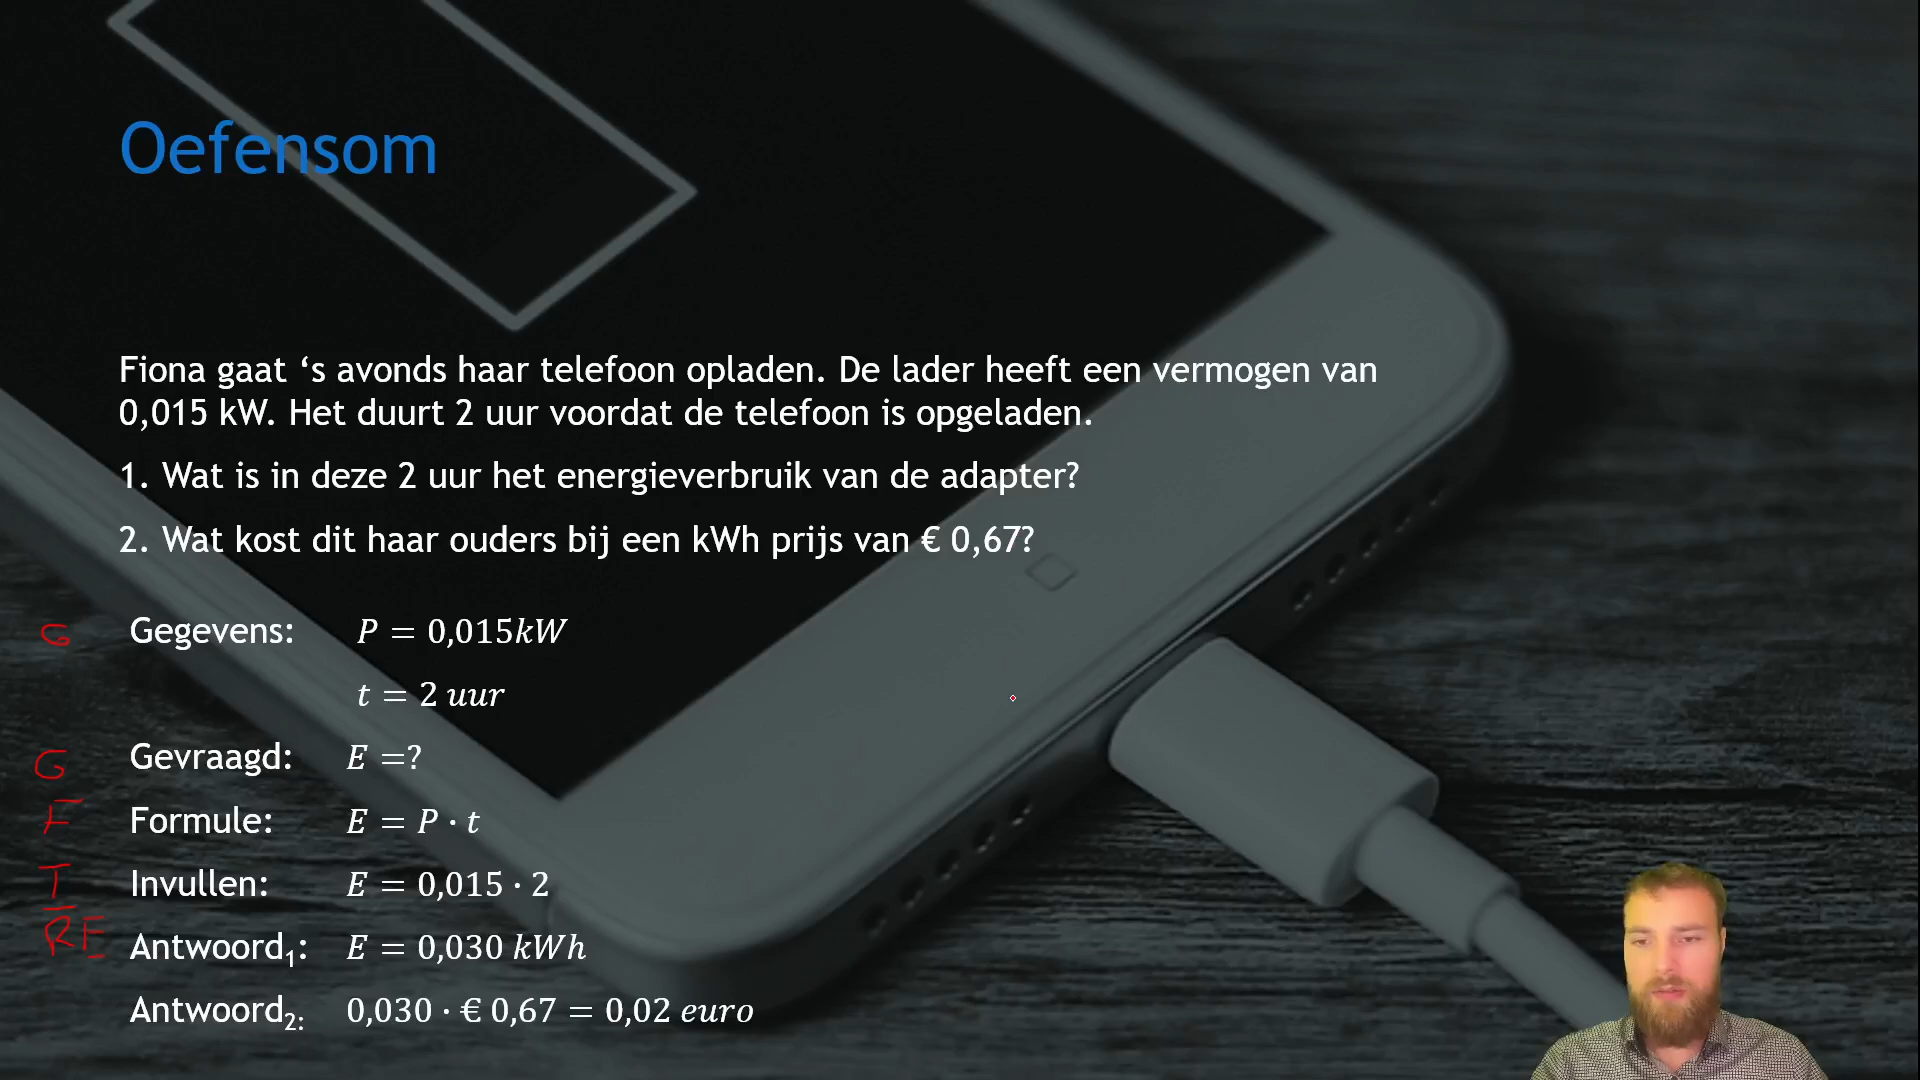 Oefensom
Fiona gaat ‘s avonds haar telefoon opladen. De lader heeft een vermogen van
0,015 kW. Het duurt 2 uur voordat de telefoon is opgeladen.
1. Wat is in deze 2 uur het energieverbruik van de adapter?
2. Wat kost dit haar ouders bij een kWh prijs van € 0,67?
G Gegevens: P = 0,015kW
t = 2 uur
G Gevraagd: E =?
F Formule: E = P · t
I Invullen: E = 0,015 · 2
RE Antwoord₁: E = 0,030 kWh
Antwoord₂: 0,030 · € 0,67 = 0,02 euro